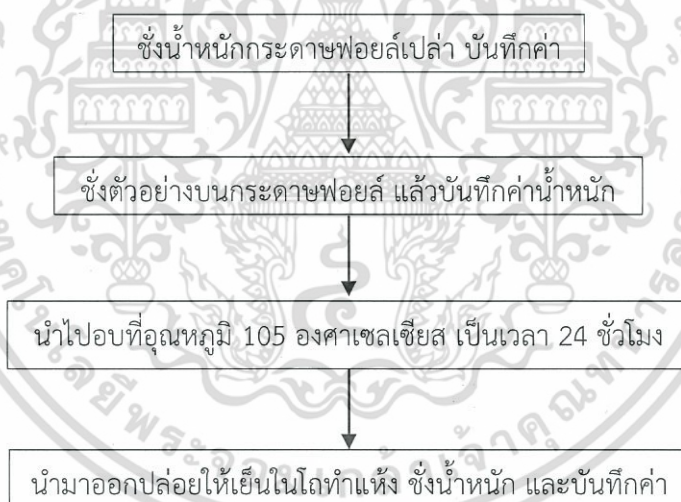 ชั่งน้ำหนักกระดาษฟอยล์เปล่า บันทึกค่า
ชั่งตัวอย่างบนกระดาษฟอยล์ แล้วบันทึกค่าน้ำหนัก
นำไปอบที่อุณหภูมิ 105 องศาเซลเซียส เป็นเวลา 24 ชั่วโมง
นำมาออกปล่อยให้เย็นในโถทำแห้ง ชั่งน้ำหนัก และบันทึกค่า